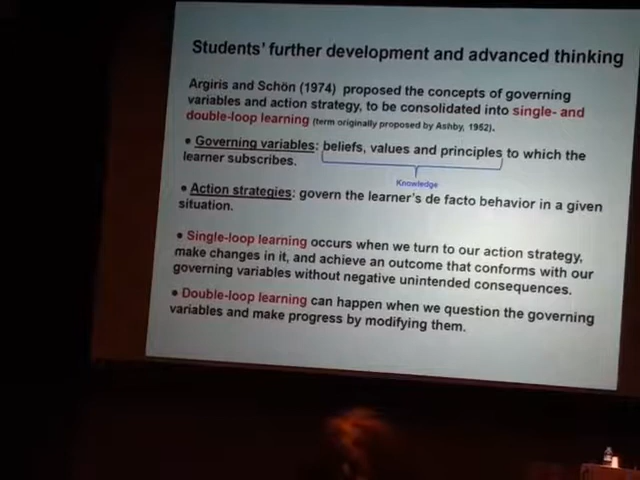 Students' further development and advanced thinking
Argiris and Schön (1974) proposed the concepts of governing
variables and action strategy, to be consolidated into single- and
double-loop learning (term originally proposed by Ashby, 1952).
• Governing variables: beliefs, values and principles to which the
learner subscribes.
Knowledge
• Action strategies: govern the learner's de facto behavior in a given
situation.
• Single-loop learning occurs when we turn to our action strategy,
make changes in it, and achieve an outcome that conforms with our
governing variables without negative unintended consequences.
• Double-loop learning can happen when we question the governing
variables and make progress by modifying them.